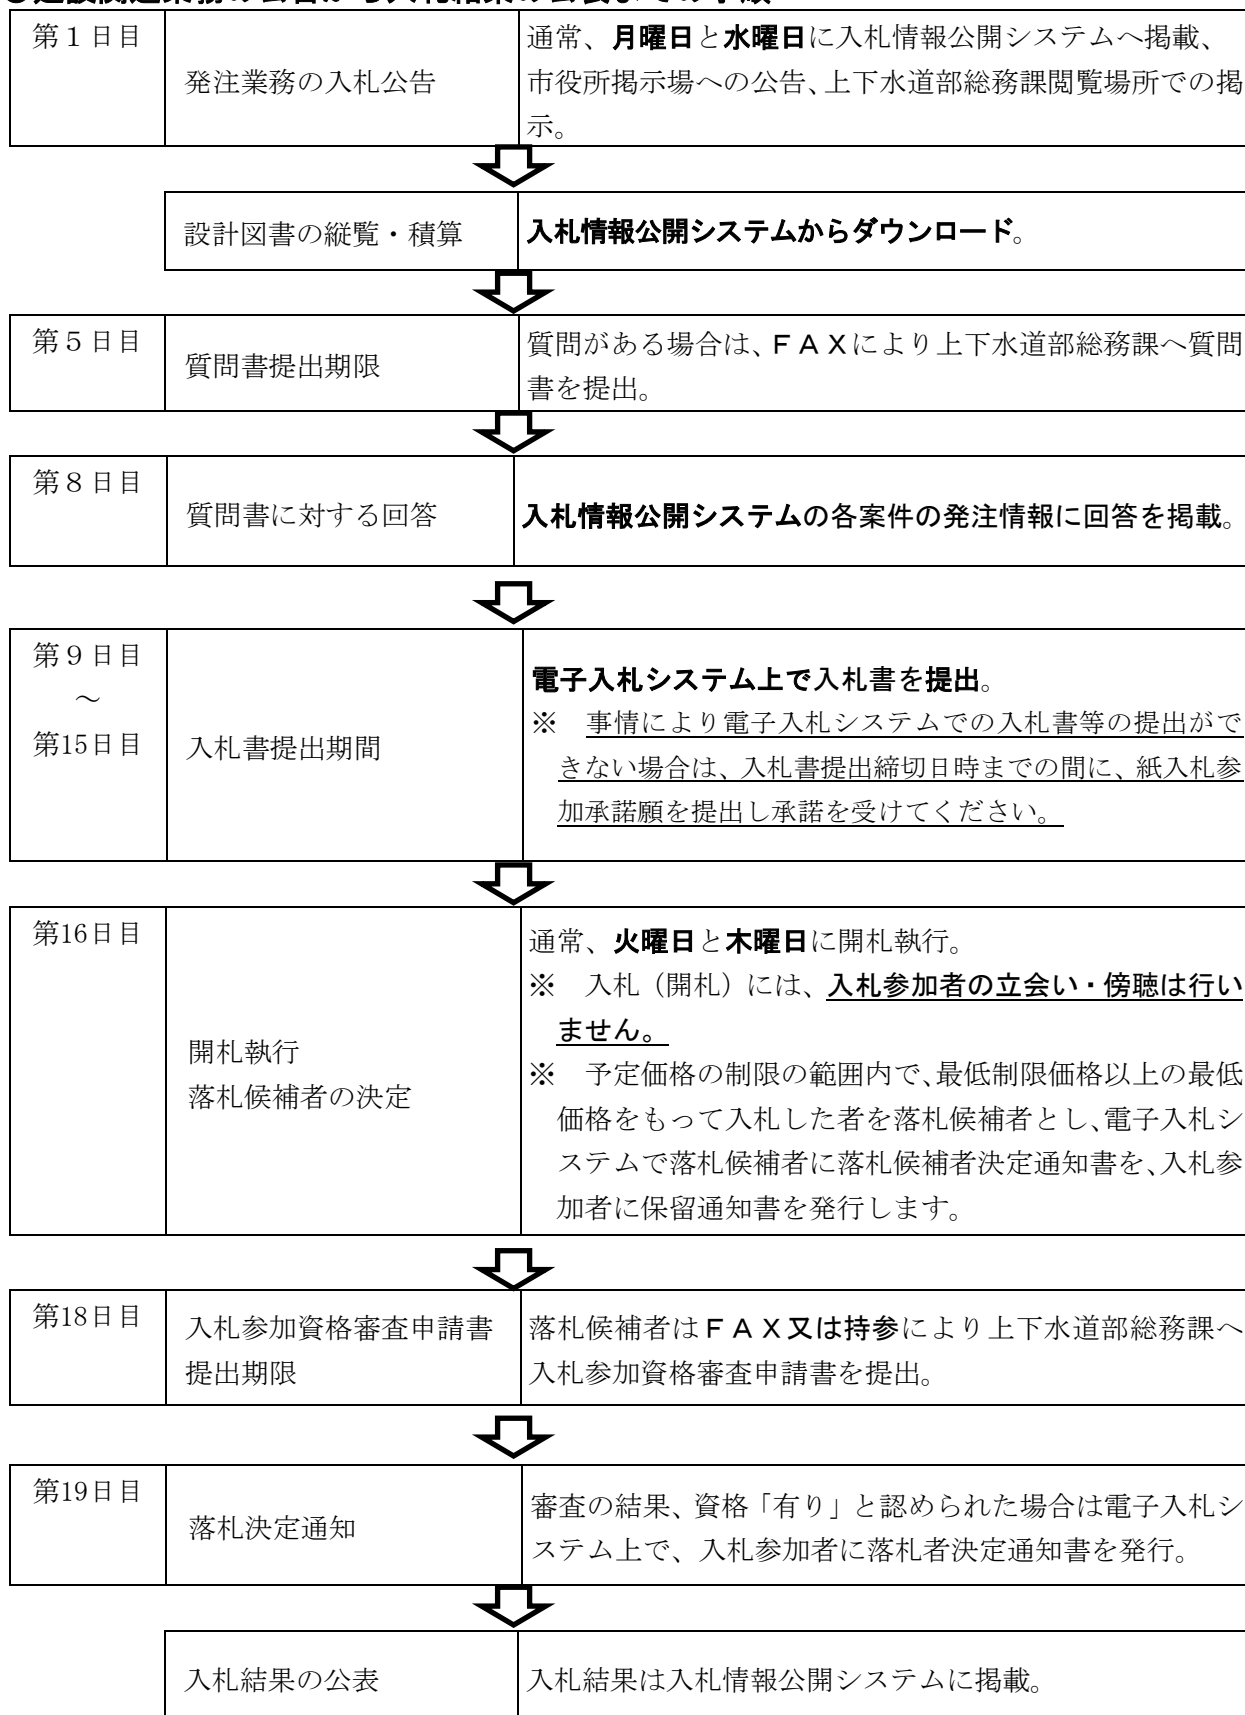 第１日目
発注業務の入札公告
通常、月曜日と水曜日に入札情報公開システムへ掲載、
市役所掲示場への公告、上下水道部総務課閲覧場所での掲
示。
設計図書の縦覧・積算
入札情報公開システムからダウンロード。
第５日目
質問書提出期限
質問がある場合は、ＦＡＸにより上下水道部総務課へ質問
書を提出。
第８日目
質問書に対する回答
入札情報公開システムの各案件の発注情報に回答を掲載。
第９日目
～
第15日目
入札書提出期間
電子入札システム上で入札書を提出。
※　事情により電子入札システムでの入札書等の提出がで
きない場合は、入札書提出締切日時までの間に、紙入札参
加承諾願を提出し承諾を受けてください。
第16日目
開札執行
落札候補者の決定
通常、火曜日と木曜日に開札執行。
※　入札（開札）には、入札参加者の立会い・傍聴は行い
ません。
※　予定価格の制限の範囲内で、最低制限価格以上の最低
価格をもって入札した者を落札候補者とし、電子入札シ
ステムで落札候補者に落札候補者決定通知書を、入札参
加者に保留通知書を発行します。
第18日目
入札参加資格審査申請書
提出期限
落札候補者はＦＡＸ又は持参により上下水道部総務課へ
入札参加資格審査申請書を提出。
第19日目
落札決定通知
審査の結果、資格「有り」と認められた場合は電子入札シ
ステム上で、入札参加者に落札者決定通知書を発行。
入札結果の公表
入札結果は入札情報公開システムに掲載。